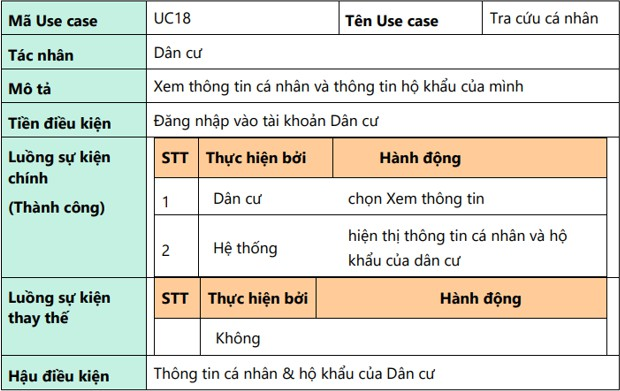 Mã Use case UC18 Tên Use case Tra cứu cá nhân
Tác nhân Dân cư
Mô tả Xem thông tin cá nhân và thông tin hộ khẩu của mình
Tiền điều kiện Đăng nhập vào tài khoản Dân cư
Luồng sự kiện
chính
(Thành công)
STT Thực hiện bởi Hành động
1 Dân cư chọn Xem thông tin
2 Hệ thống hiện thị thông tin cá nhân và hộ
khẩu của dân cư
Luồng sự kiện
thay thế
STT Thực hiện bởi Hành động
Không
Hậu điều kiện Thông tin cá nhân & hộ khẩu của Dân cư